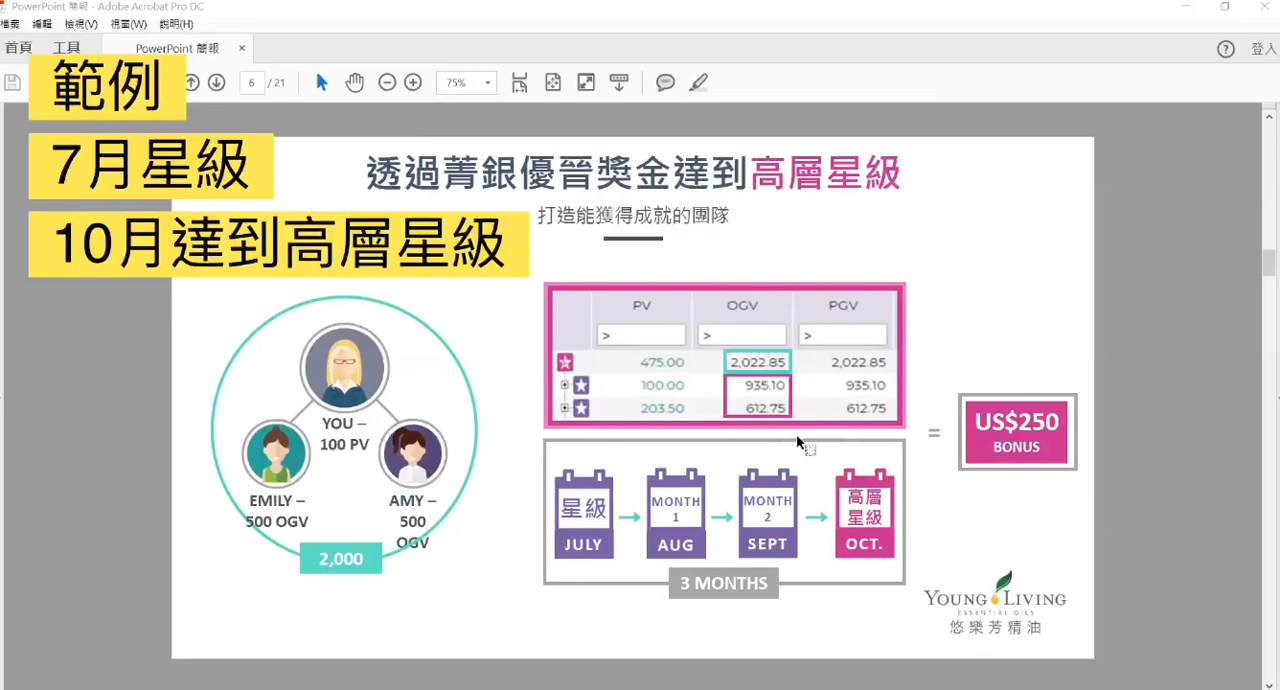 PowerPoint 簡報 - Adobe Acrobat Pro DC
檔案 編輯 檢視(V) 視窗(W) 說明(H)
首頁 工具 PowerPoint 簡報 × ? 登入
6 / 21 75%
範例
7月星級
10月達到高層星級
透過菁銀優晉獎金達到高層星級
打造能獲得成就的團隊
PV OGV PGV
> > >
475.00 2,022.85 2,022.85
100.00 935.10 935.10
203.50 612.75 612.75
YOU –
100 PV
EMILY –
500 OGV
AMY –
500
OGV
2,000
星級
JULY
MONTH
1
AUG
MONTH
2
SEPT
高層
星級
OCT.
3 MONTHS
=
US$250
BONUS
YOUNG LIVING
ESSENTIAL OILS
悠樂芳精油